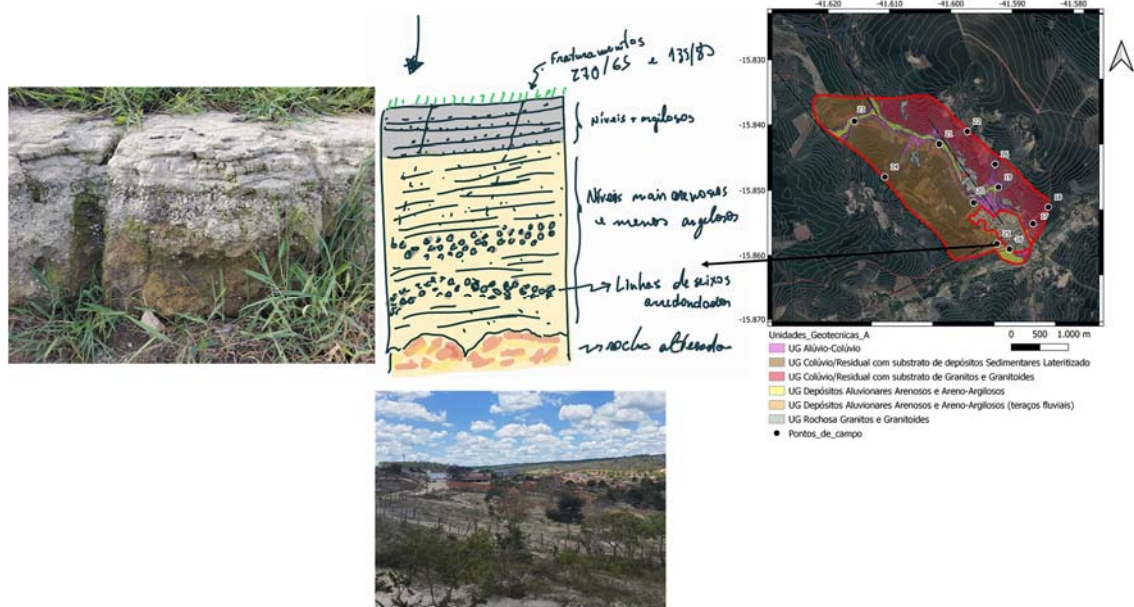 Fraturamentos
270/65 e 135/80
Níveis + argilosos
Níveis mais arenosos
e menos argilosos
Linhas de seixos
arredondados
rocha alterada
-41.620 -41.610 -41.600 -41.590 -41.580
-15.830
-15.840
-15.850
-15.860
-15.870
23
22
21
24
26
29
18
17
25
Unidades_Geotecnicas_A
0 500 1.000 m
UG Alúvio-Colúvio
UG Colúvio/Residual com substrato de depósitos Sedimentares Lateritizado
UG Colúvio/Residual com substrato de Granitos e Granitoides
UG Depósitos Aluvionares Arenosos e Areno-Argilosos
UG Depósitos Aluvionares Arenosos e Areno-Argilosos (teraços fluviais)
UG Rochosa Granitos e Granitoides
Pontos_de_campo